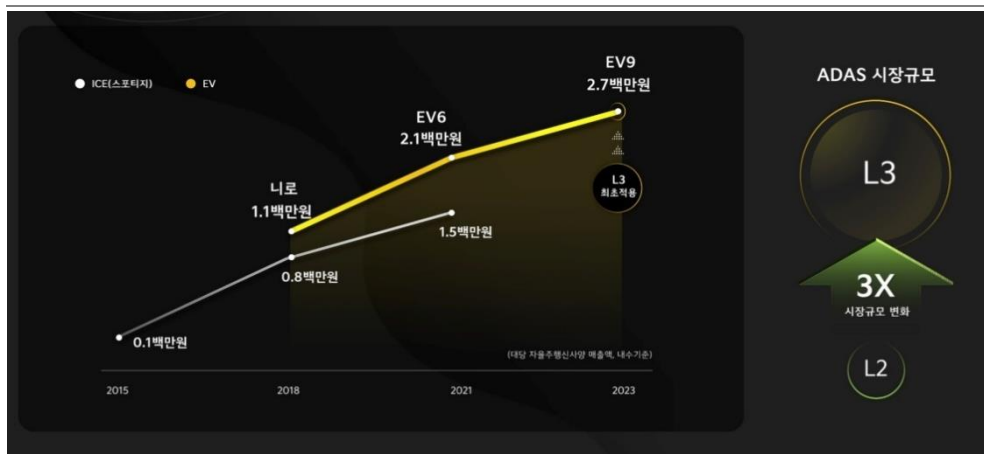 ICE(스포티지)
EV
니로
1.1백만원
EV6
2.1백만원
EV9
2.7백만원
L3
최초적용
0.1백만원
0.8백만원
1.5백만원
(대당 자율주행신사양 매출액, 내수기준)
2015
2018
2021
2023
ADAS 시장규모
L3
3X
시장규모 변화
L2